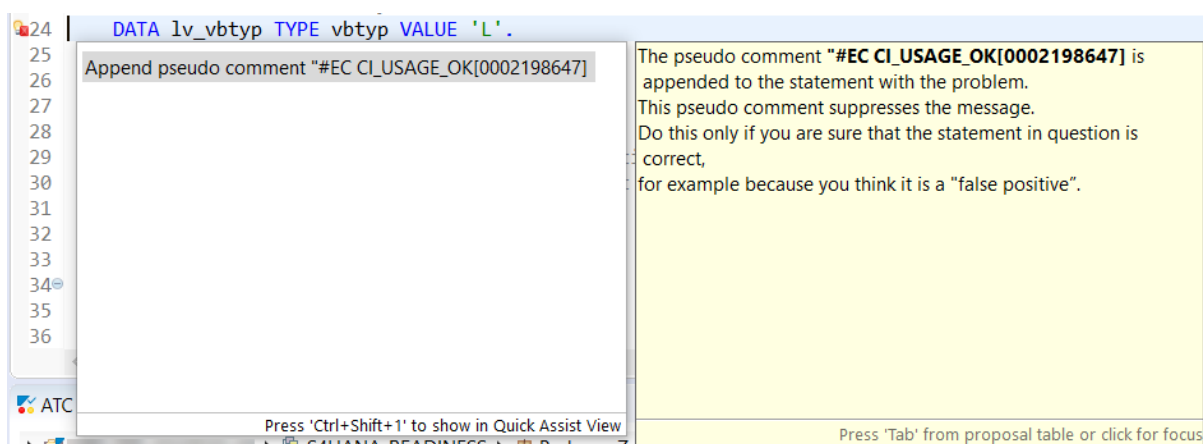 24 DATA lv_vbtyp TYPE vbtyp VALUE 'L'.
25
26
27
28
29
30
31
32
33
34
35
36
Append pseudo comment "#EC CI_USAGE_OK[0002198647]
Press 'Ctrl+Shift+1' to show in Quick Assist View
The pseudo comment "#EC CI_USAGE_OK[0002198647] is
appended to the statement with the problem.
This pseudo comment suppresses the message.
Do this only if you are sure that the statement in question is
correct,
for example because you think it is a "false positive".
Press 'Tab' from proposal table or click for focu
ATC